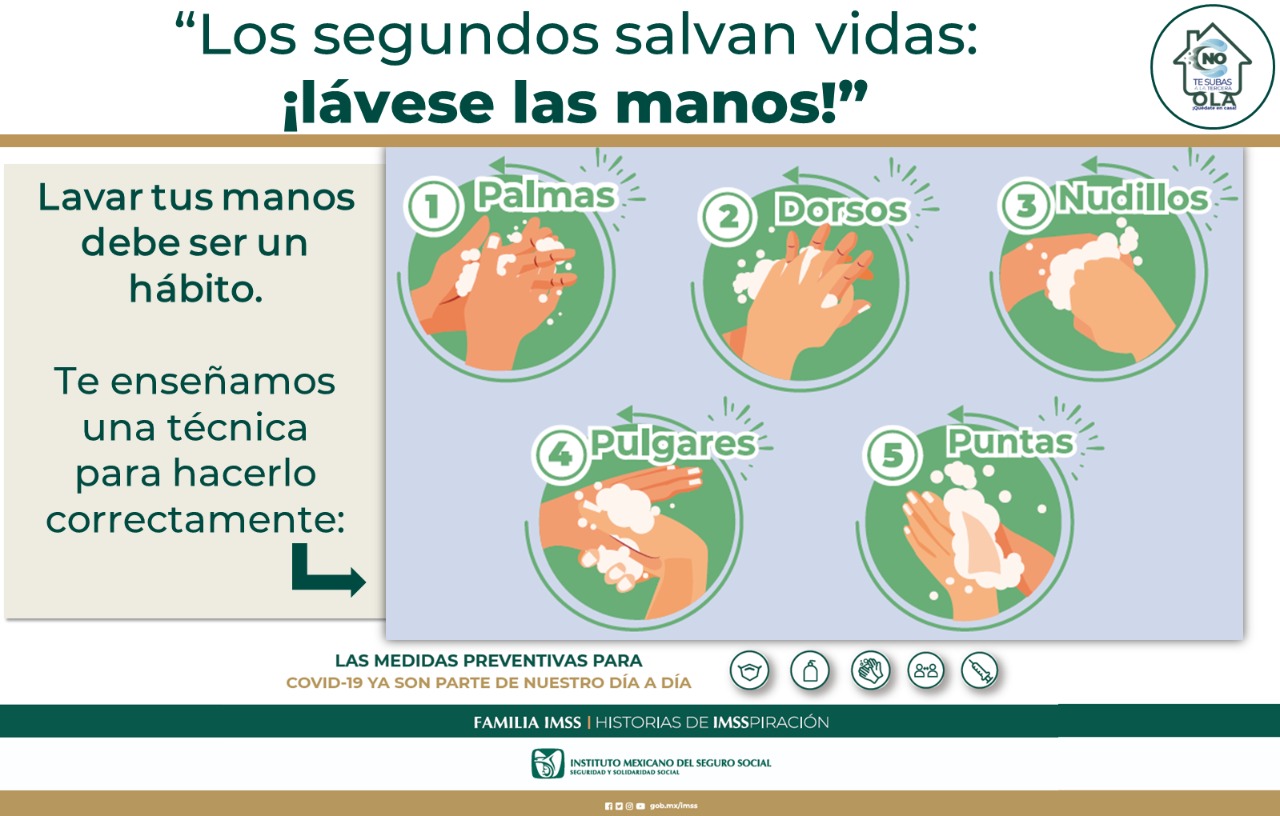 “Los segundos salvan vidas:
¡lávese las manos!”
NO
TE SUBAS
A LA TERCERA
OLA
¡Quédate en casa!
Lavar tus manos
debe ser un
hábito.
Te enseñamos
una técnica
para hacerlo
correctamente:
1 Palmas
2 Dorsos
3 Nudillos
4 Pulgares
5 Puntas
LAS MEDIDAS PREVENTIVAS PARA
COVID-19 YA SON PARTE DE NUESTRO DÍA A DÍA
FAMILIA IMSS | HISTORIAS DE IMSSPIRACIÓN
INSTITUTO MEXICANO DEL SEGURO SOCIAL
SEGURIDAD Y SOLIDARIDAD SOCIAL
gob.mx/imss